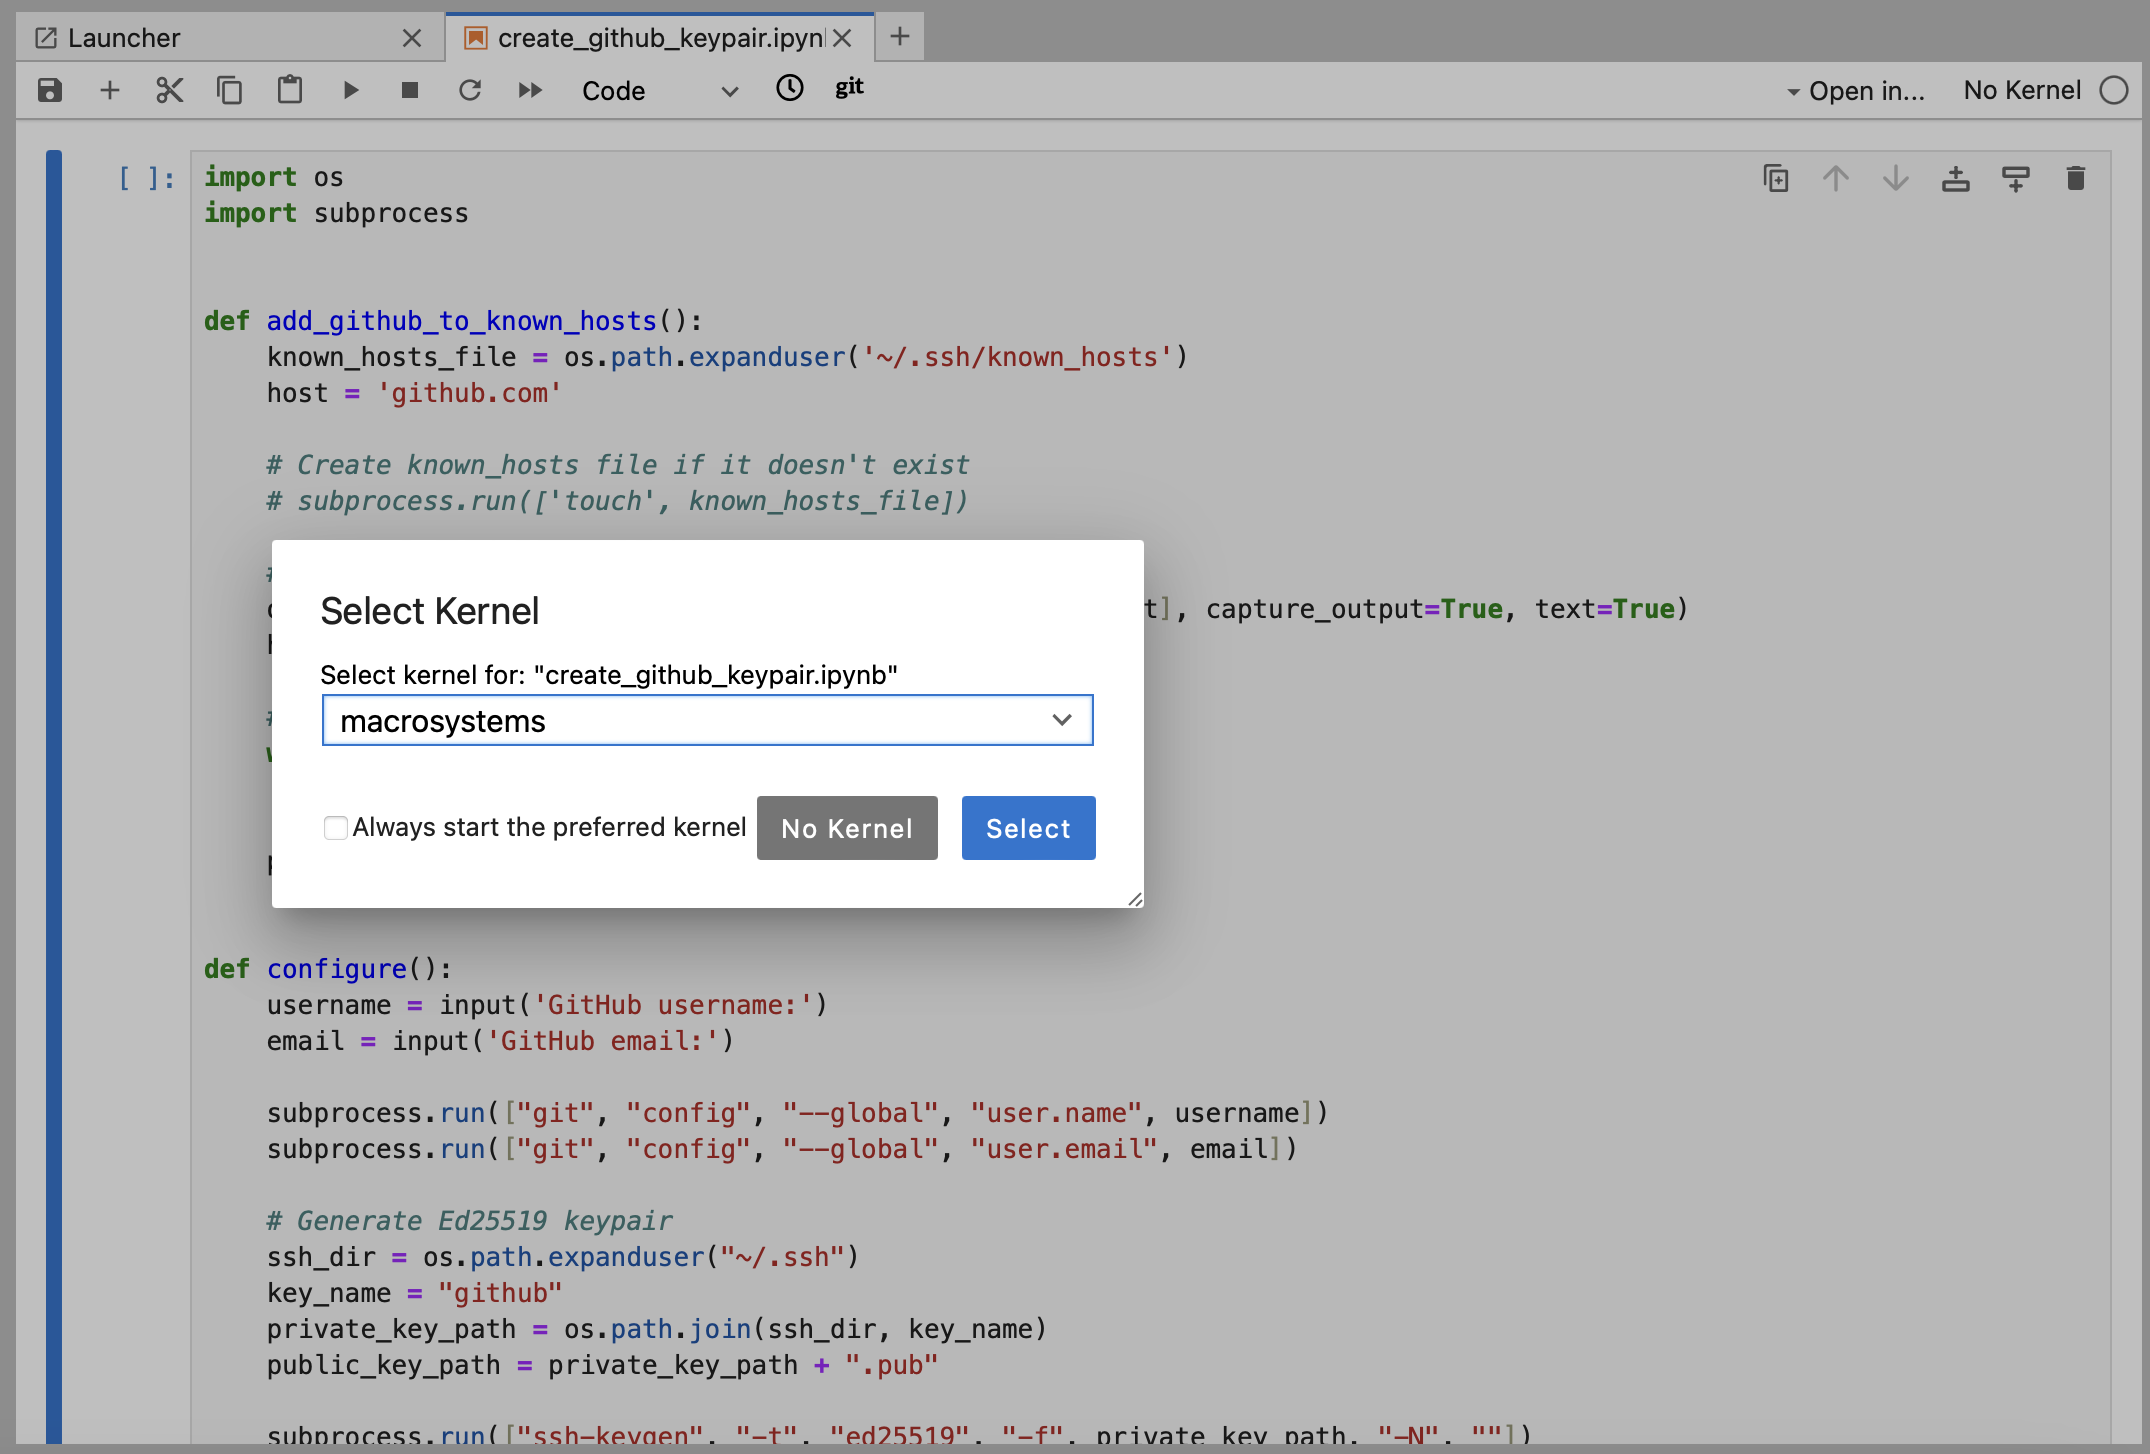 Launcher
create_github_keypair.ipyn
Code
git
Open in...
No Kernel
[ ]:
import os
import subprocess
def add_github_to_known_hosts():
known_hosts_file = os.path.expanduser('~/.ssh/known_hosts')
host = 'github.com'
# Create known_hosts file if it doesn't exist
# subprocess.run(['touch', known_hosts_file])
#
t], capture_output=True, text=True)
Select Kernel
Select kernel for: "create_github_keypair.ipynb"
macrosystems
Always start the preferred kernel
No Kernel
Select
def configure():
username = input('GitHub username:')
email = input('GitHub email:')
subprocess.run(["git", "config", "--global", "user.name", username])
subprocess.run(["git", "config", "--global", "user.email", email])
# Generate Ed25519 keypair
ssh_dir = os.path.expanduser("~/.ssh")
key_name = "github"
private_key_path = os.path.join(ssh_dir, key_name)
public_key_path = private_key_path + ".pub"
subprocess.run(["ssh-keygen", "-t", "ed25519", "-f", private_key_path, "-N", ""])